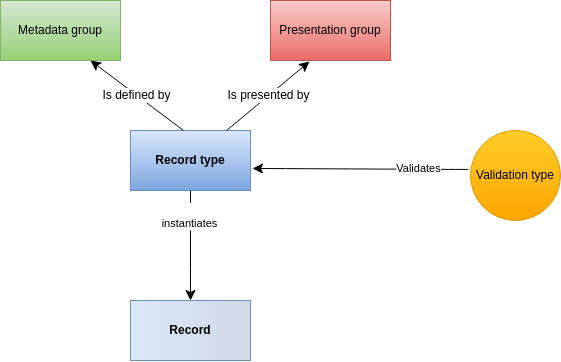 Metadata group
Presentation group
Is defined by
Is presented by
Record type
Validates
Validation type
instantiates
Record